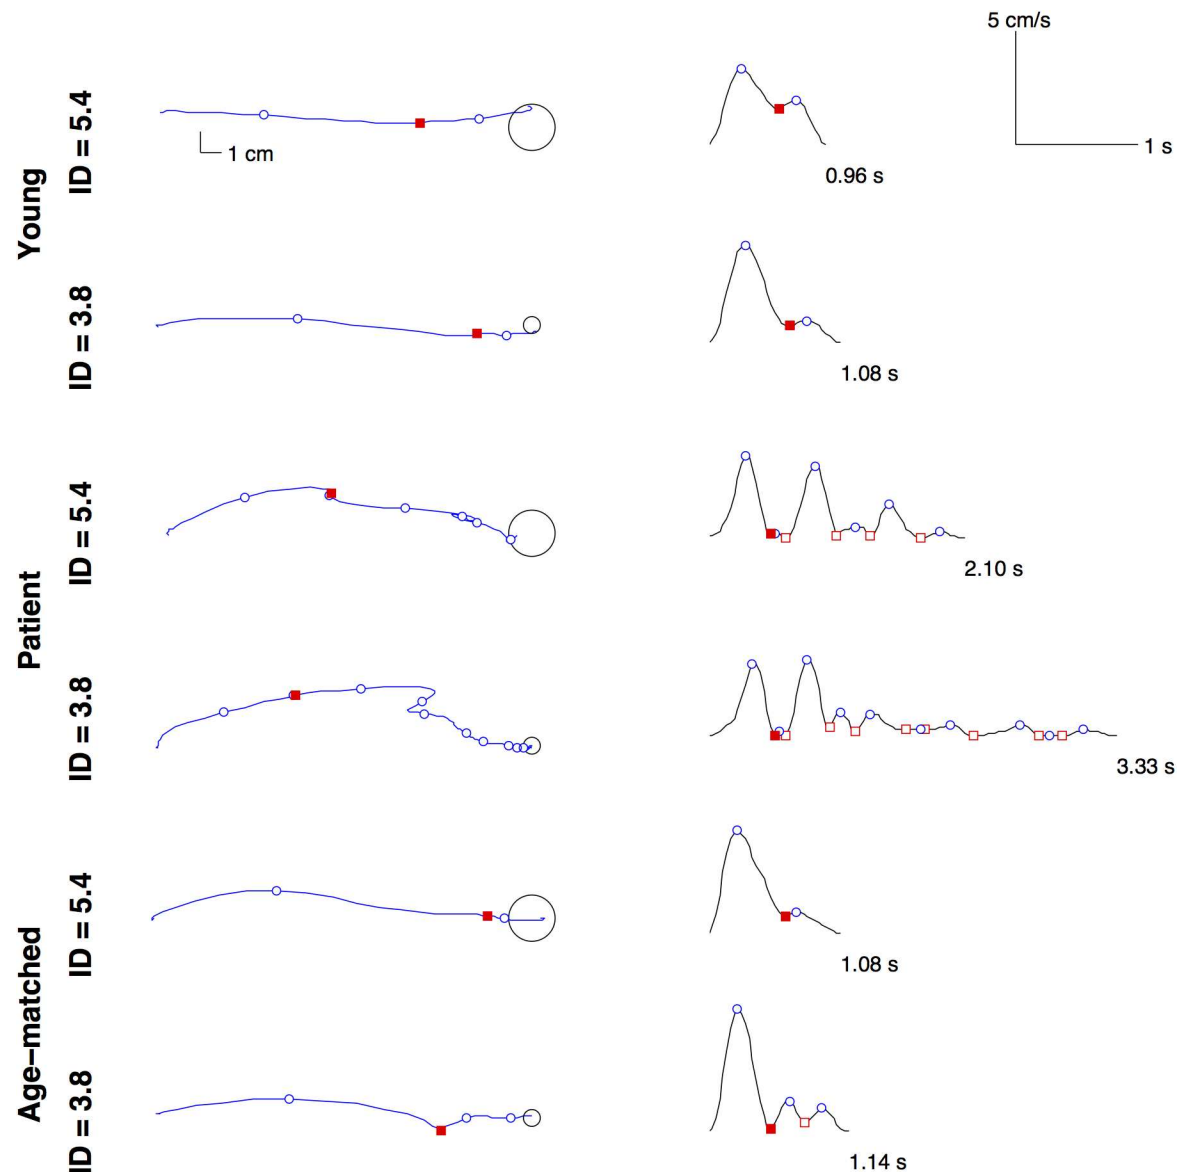 5 cm/s
1 s
Young
ID = 5.4
1 cm
0.96 s
ID = 3.8
1.08 s
Patient
ID = 5.4
2.10 s
ID = 3.8
3.33 s
Age-matched
ID = 5.4
1.08 s
ID = 3.8
1.14 s